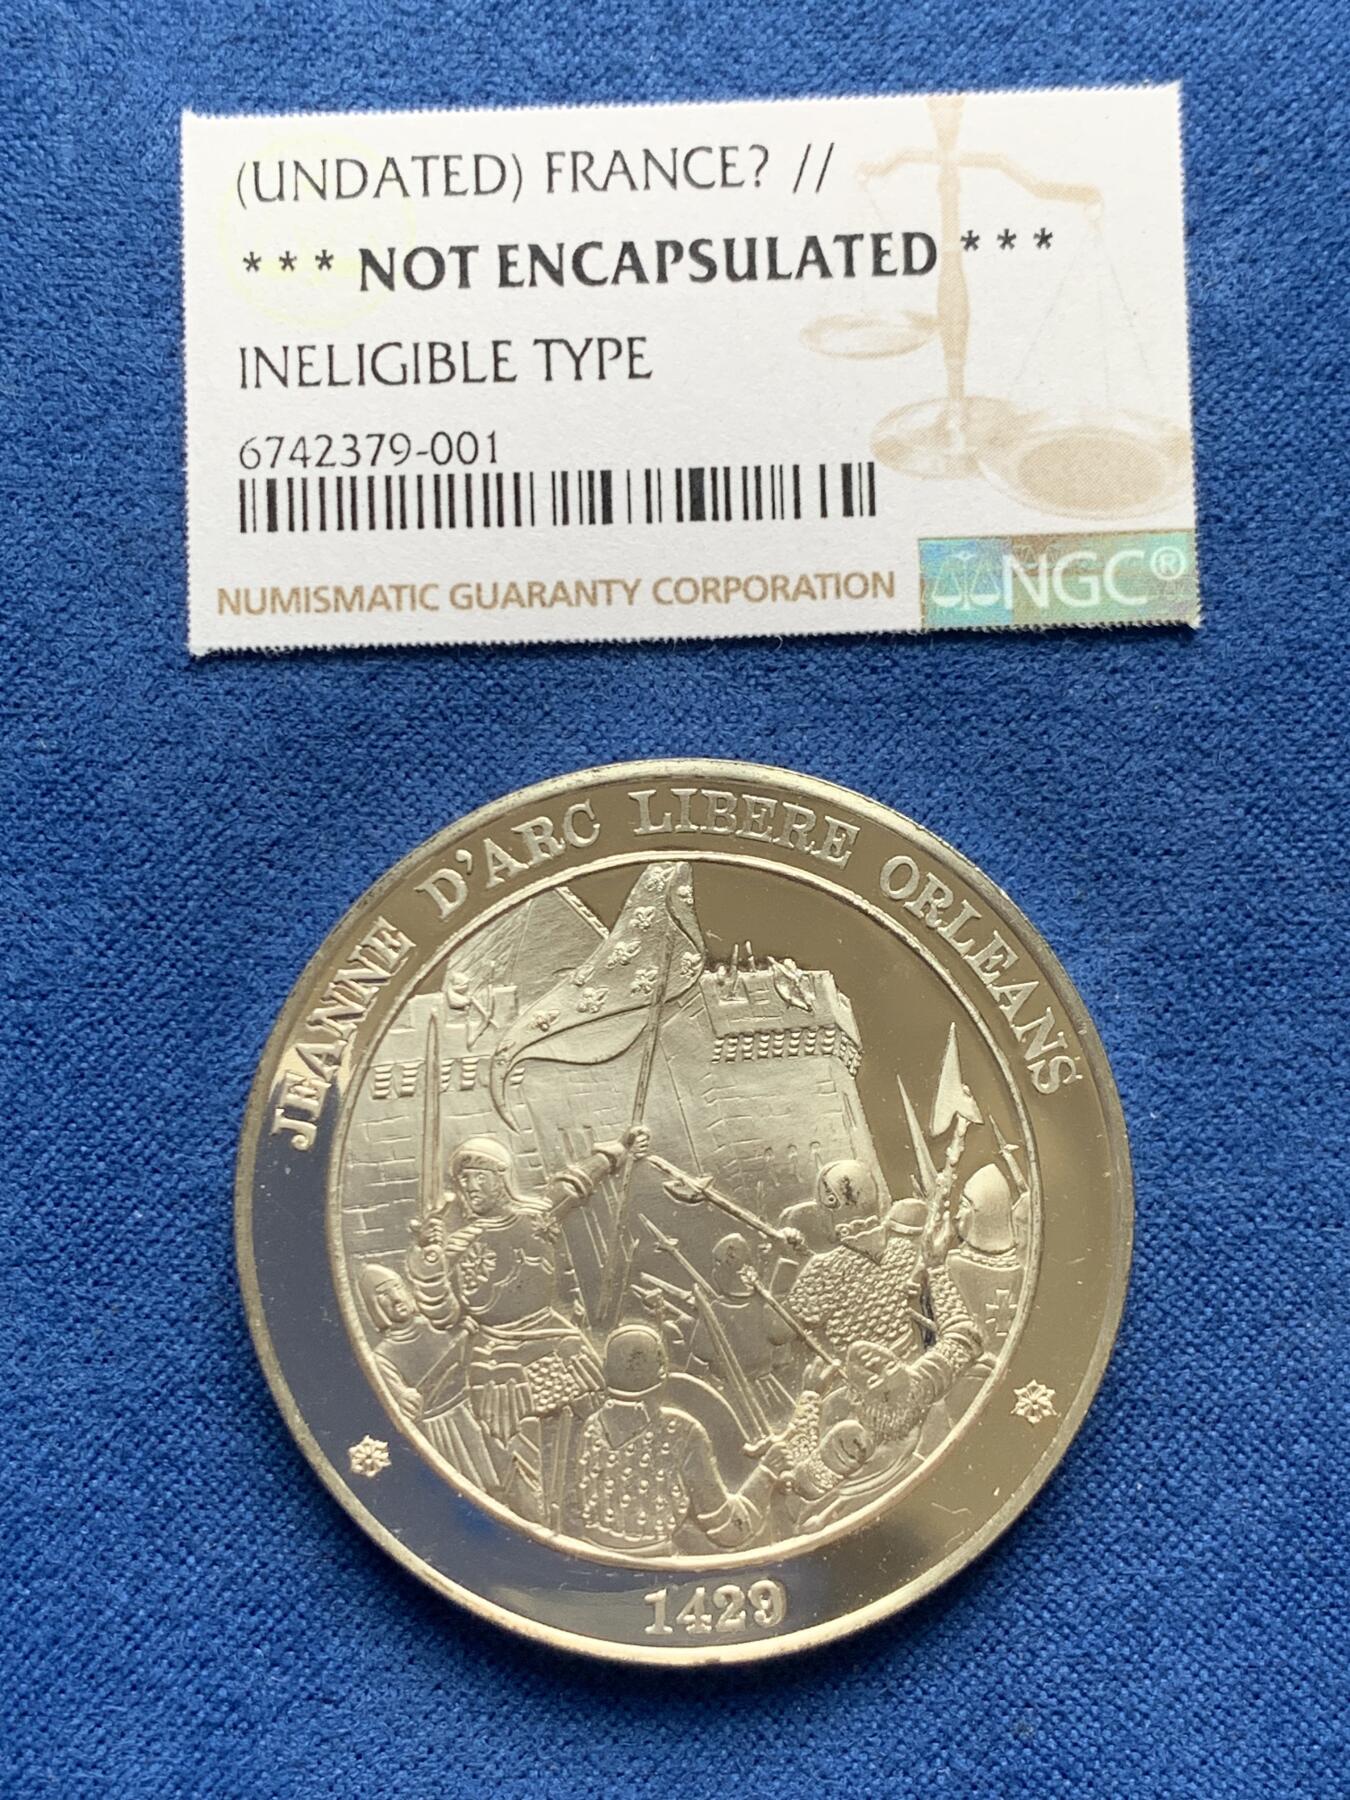 (UNDATED) FRANCE? //
* * * NOT ENCAPSULATED * * *
INELIGIBLE TYPE
6742379-001
NUMISMATIC GUARANTY CORPORATION
NGC®
JEANNE D'ARC LIBERE ORLEANS
1429